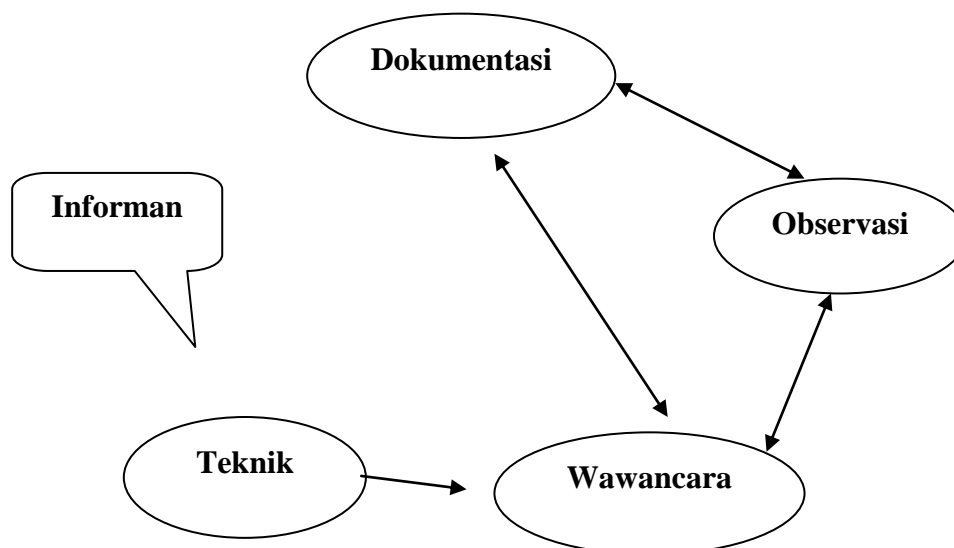 Dokumentasi
Informan
Observasi
Teknik
Wawancara